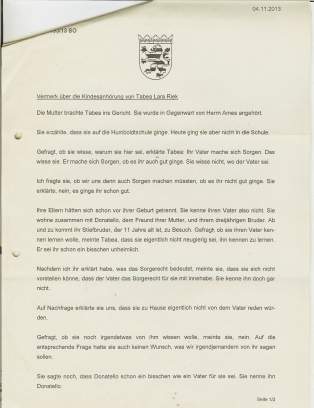 04.11.2013
SO
Vermerk über die Kindesanhörung von Tabea Lara Riek
Die Mutter brachte Tabea ins Gericht. Sie wurde in Gegenwart von Herrn Ames angehört.
Sie erzählte, dass sie auf die Humboldtschule ginge. Heute ging sie aber nicht in die Schule.
Gefragt, ob sie wisse, warum sie hier sei, erklärte Tabea: Ihr Vater mache sich Sorgen. Das
wisse sie. Er mache sich Sorgen, ob es ihr auch gut ginge. Sie wisse nicht, wo der Vater sei.
Ich fragte sie, ob wir uns denn auch Sorgen machen müssten, ob es ihr nicht gut ginge. Sie
erklärte, nein; es ginge ihr schon gut.
Ihre Eltern hätten sich schon vor ihrer Geburt getrennt. Sie kenne ihren Vater also nicht. Sie
wohne zusammen mit Donatello, dem Freund ihrer Mutter, und ihrem dreijährigen Bruder. Ab
und zu kommt ihr Stiefbruder, der 11 Jahre alt ist, zu Besuch. Gefragt, ob sie ihren Vater ken-
nen lernen wolle, meinte Tabea, dass sie eigentlich nicht neugierig sei, ihn kennen zu lernen.
Er sei ihr schon ein bisschen unheimlich.
Nachdem ich ihr erklärt habe, was das Sorgerecht bedeutet, meinte sie, dass sie sich nicht
vorstellen könne, dass der Vater das Sorgerecht für sie mit innehabe. Sie kenne ihn doch gar
nicht.
Auf Nachfrage erklärte sie uns, dass sie zu Hause eigentlich nicht von dem Vater reden wür-
den.
Gefragt, ob sie noch irgendetwas von ihm wissen wolle, meinte sie, nein. Auf die
entsprechende Frage hatte sie auch keinen Wunsch, was wir irgendjemandem von ihr sagen
sollen.
Sie sagte noch, dass Donatello schon ein bisschen wie ein Vater für sie sei. Sie nenne ihn
Donatello.
Seite 1/3